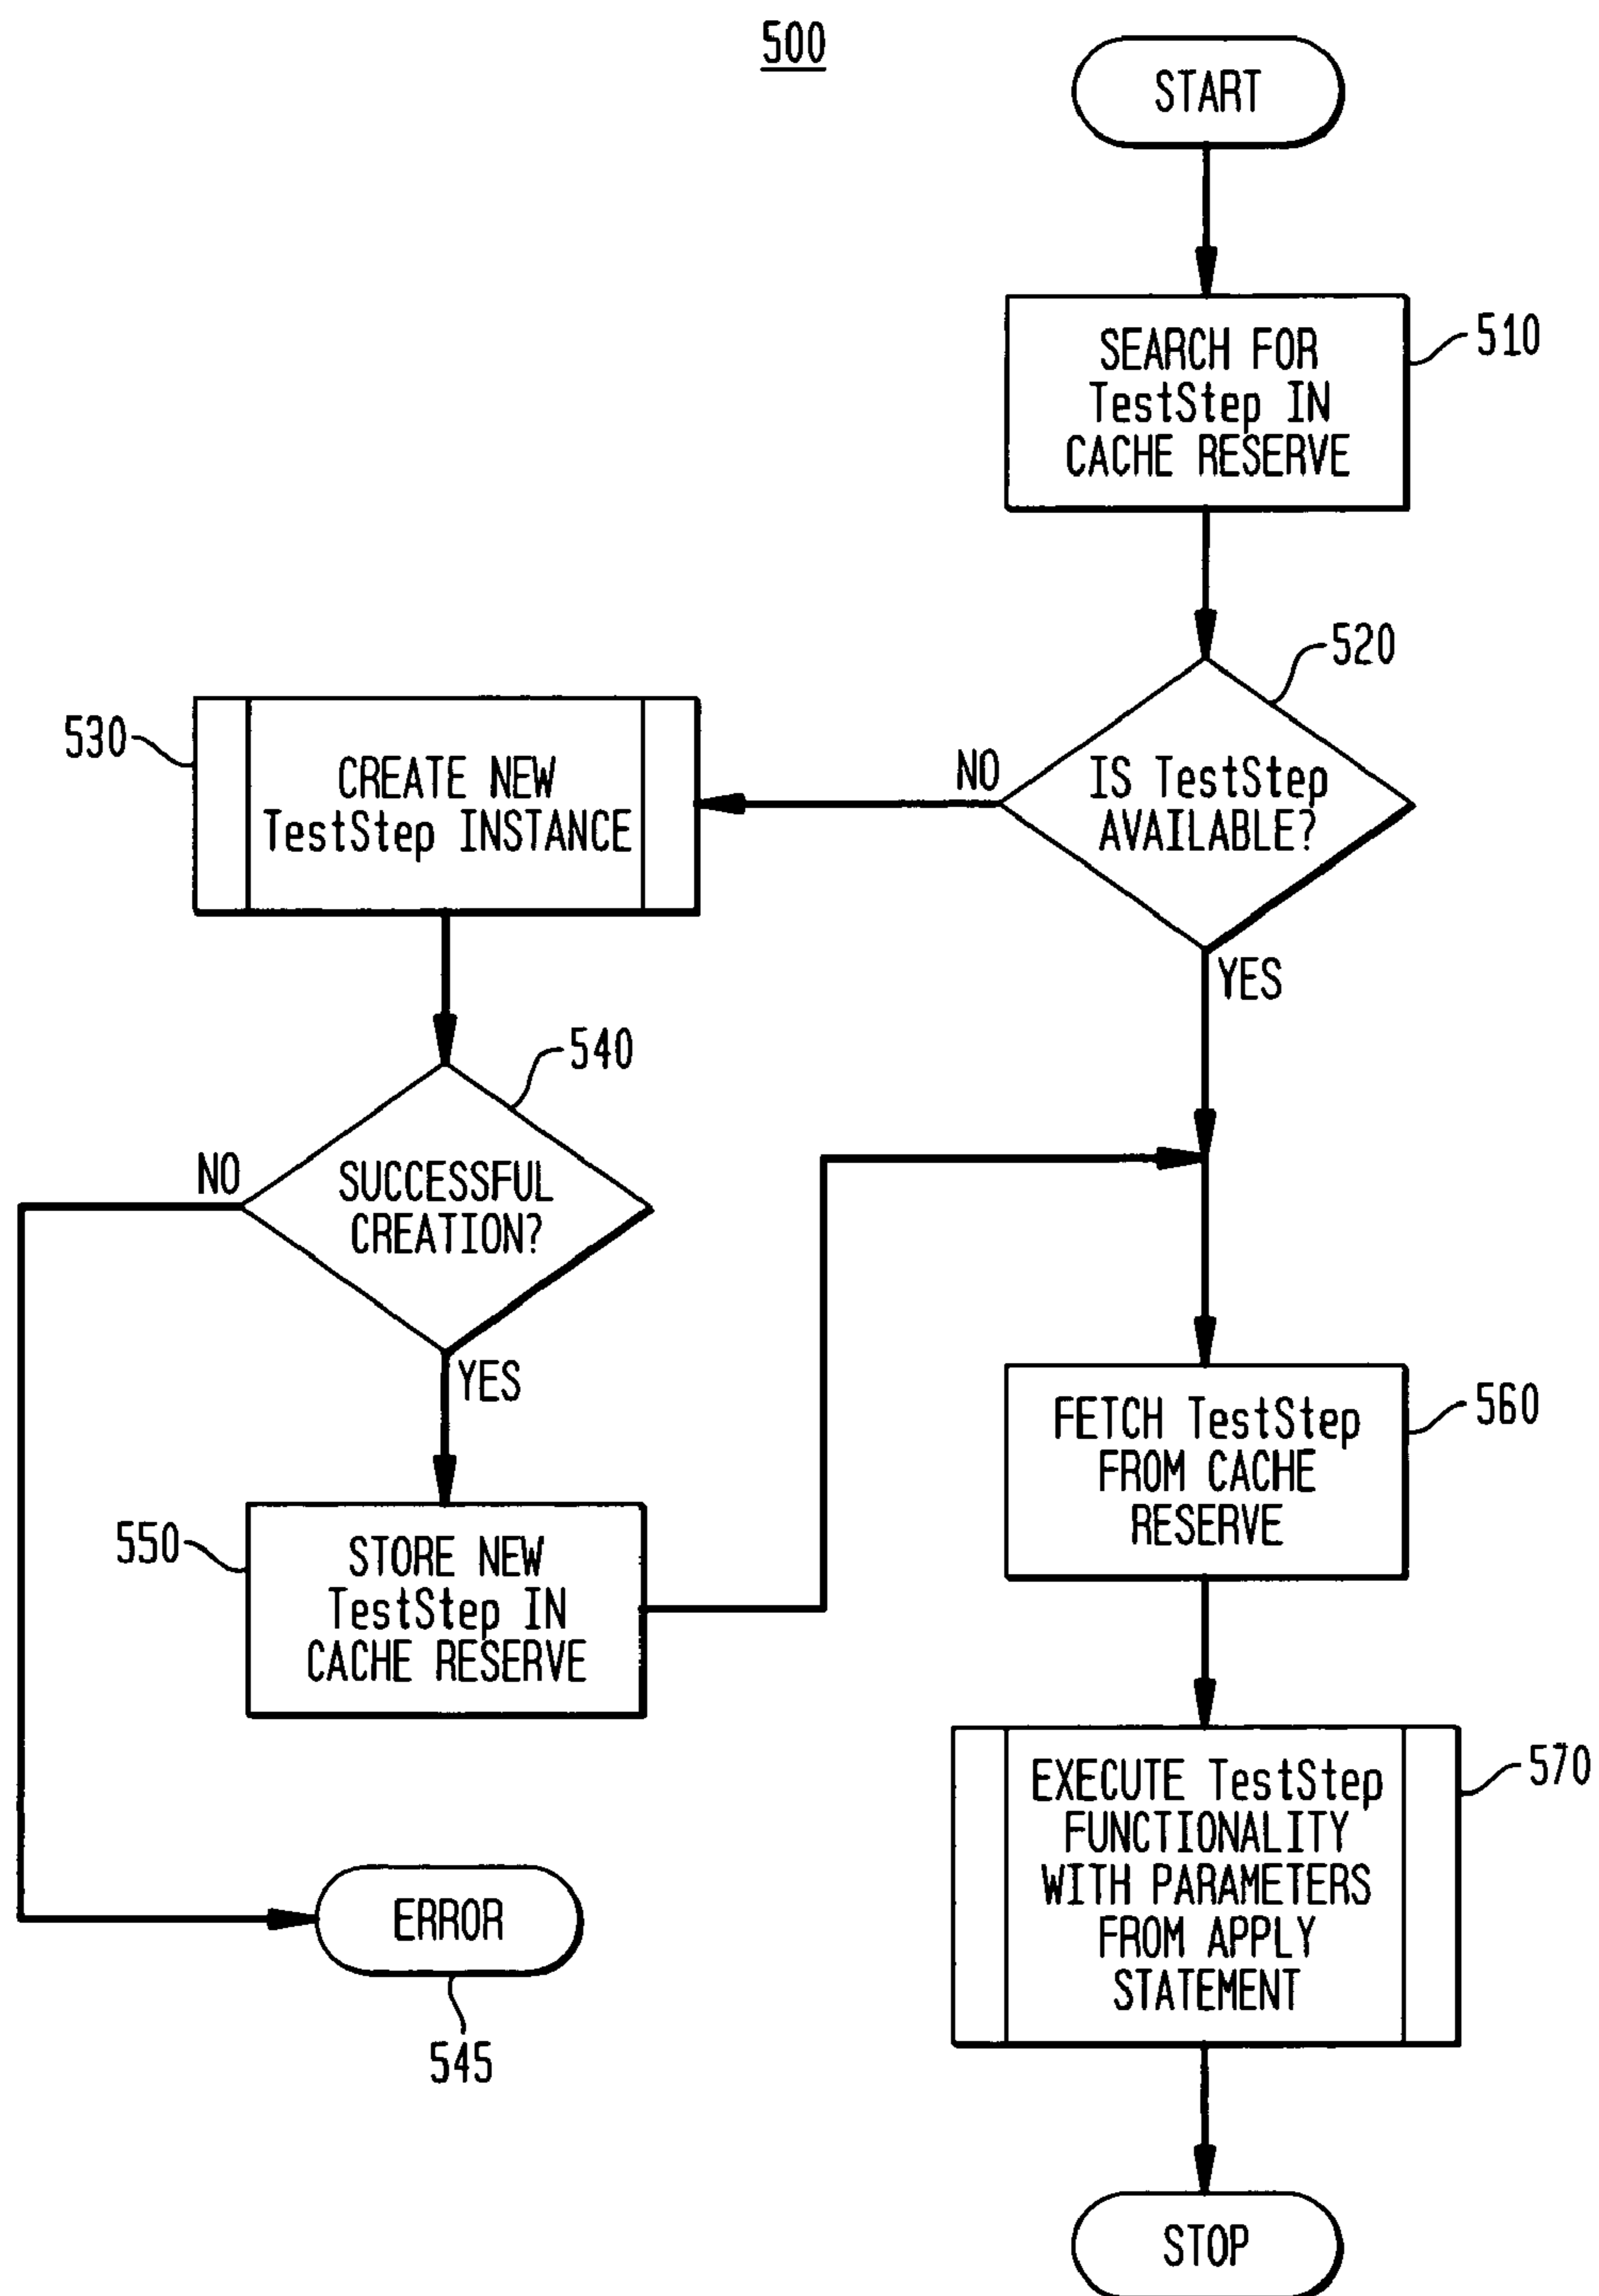 500
START
SEARCH FOR
TestStep IN
CACHE RESERVE
510
520
IS TestStep
AVAILABLE?
NO
YES
530
CREATE NEW
TestStep INSTANCE
540
SUCCESSFUL
CREATION?
NO
YES
550
STORE NEW
TestStep IN
CACHE RESERVE
ERROR
545
FETCH TestStep
FROM CACHE
RESERVE
560
EXECUTE TestStep
FUNCTIONALITY
WITH PARAMETERS
FROM APPLY
STATEMENT
570
STOP